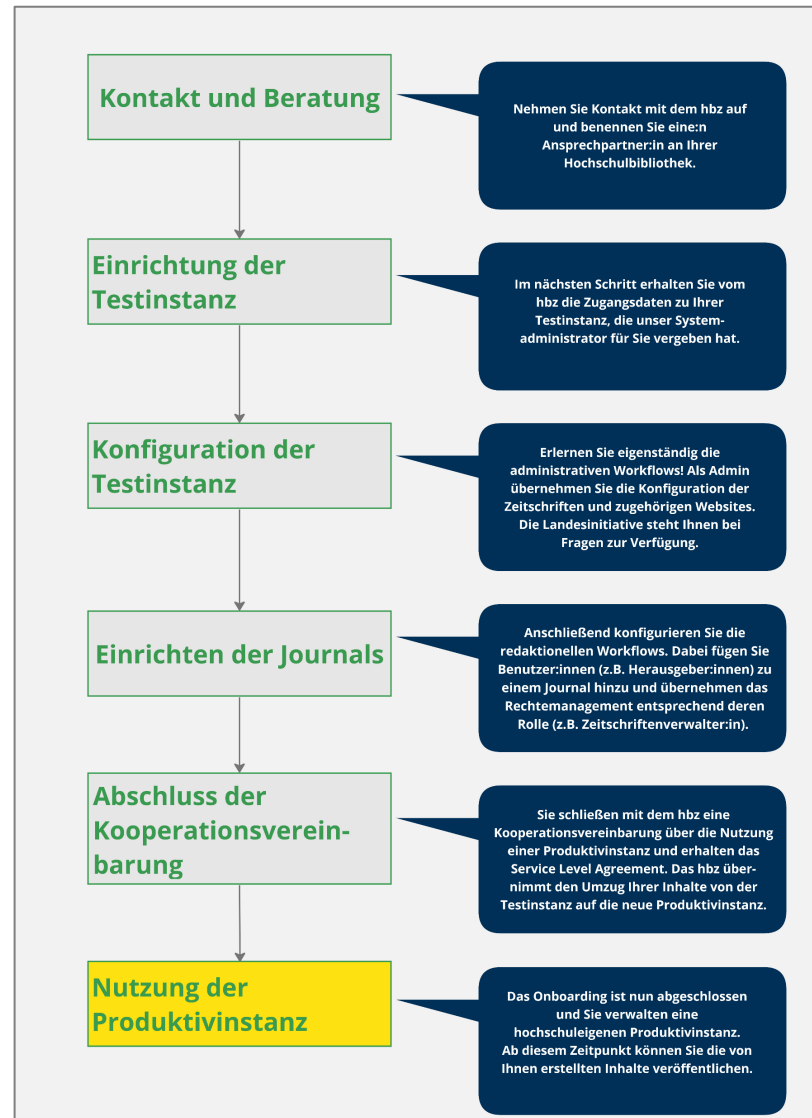 Kontakt und Beratung
Nehmen Sie Kontakt mit dem hbz auf
und benennen Sie eine:n
Ansprechpartner:in an Ihrer
Hochschulbibliothek.
Einrichtung der
Testinstanz
Im nächsten Schritt erhalten Sie vom
hbz die Zugangsdaten zu Ihrer
Testinstanz, die unser System-
administrator für Sie vergeben hat.
Konfiguration der
Testinstanz
Erlernen Sie eigenständig die
administrativen Workflows! Als Admin
übernehmen Sie die Konfiguration der
Zeitschriften und zugehörigen Websites.
Die Landesinitiative steht Ihnen bei
Fragen zur Verfügung.
Einrichten der Journals
Anschließend konfigurieren Sie die
redaktionellen Workflows. Dabei fügen Sie
Benutzer:innen (z.B. Herausgeber:innen) zu
einem Journal hinzu und übernehmen das
Rechtemanagement entsprechend deren
Rolle (z.B. Zeitschriftenverwalter:in).
Abschluss der
Kooperationsverein-
barung
Sie schließen mit dem hbz eine
Kooperationsvereinbarung über die Nutzung
einer Produktivinstanz und erhalten das
Service Level Agreement. Das hbz über-
nimmt den Umzug Ihrer Inhalte von der
Testinstanz auf die neue Produktivinstanz.
Nutzung der
Produktivinstanz
Das Onboarding ist nun abgeschlossen
und Sie verwalten eine
hochschuleigenen Produktivinstanz.
Ab diesem Zeitpunkt können Sie die von
Ihnen erstellten Inhalte veröffentlichen.